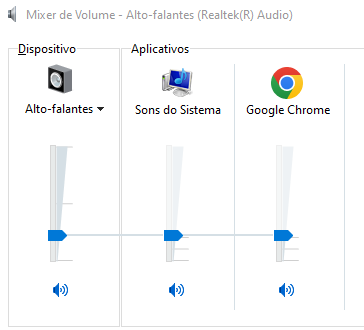 Mixer de Volume - Alto-falantes (Realtek(R) Audio)
Dispositivo
Aplicativos
Alto-falantes
Sons do Sistema
Google Chrome